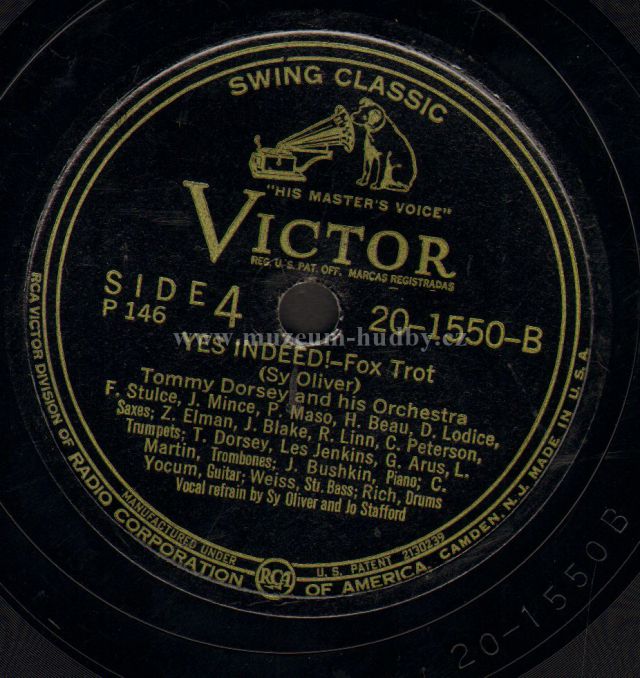 SWING CLASSIC
"HIS MASTER'S VOICE"
VICTOR
REG. U. S. PAT. OFF. MARCAS REGISTRADAS
SIDE 4
P 146
20-1550-B
www.muzeum-hudby.cz
YES INDEED!-Fox Trot
(Sy Oliver)
Tommy Dorsey and his Orchestra
F. Stulce, J. Mince, P. Maso, H. Beau, D. Lodice,
Saxes; Z. Elman, J. Blake, R. Linn, C. Peterson,
Trumpets; T. Dorsey, Les Jenkins, G. Arus, L.
Martin, Trombones; J. Bushkin, Piano; C.
Yocum, Guitar; Weiss, Str. Bass; Rich, Drums
Vocal refrain by Sy Oliver and Jo Stafford
MANUFACTURED UNDER U. S. PATENT 2130239
RCA VICTOR DIVISION OF RADIO CORPORATION OF AMERICA, CAMDEN, N. J. MADE IN U. S. A.
RCA
20-1550B